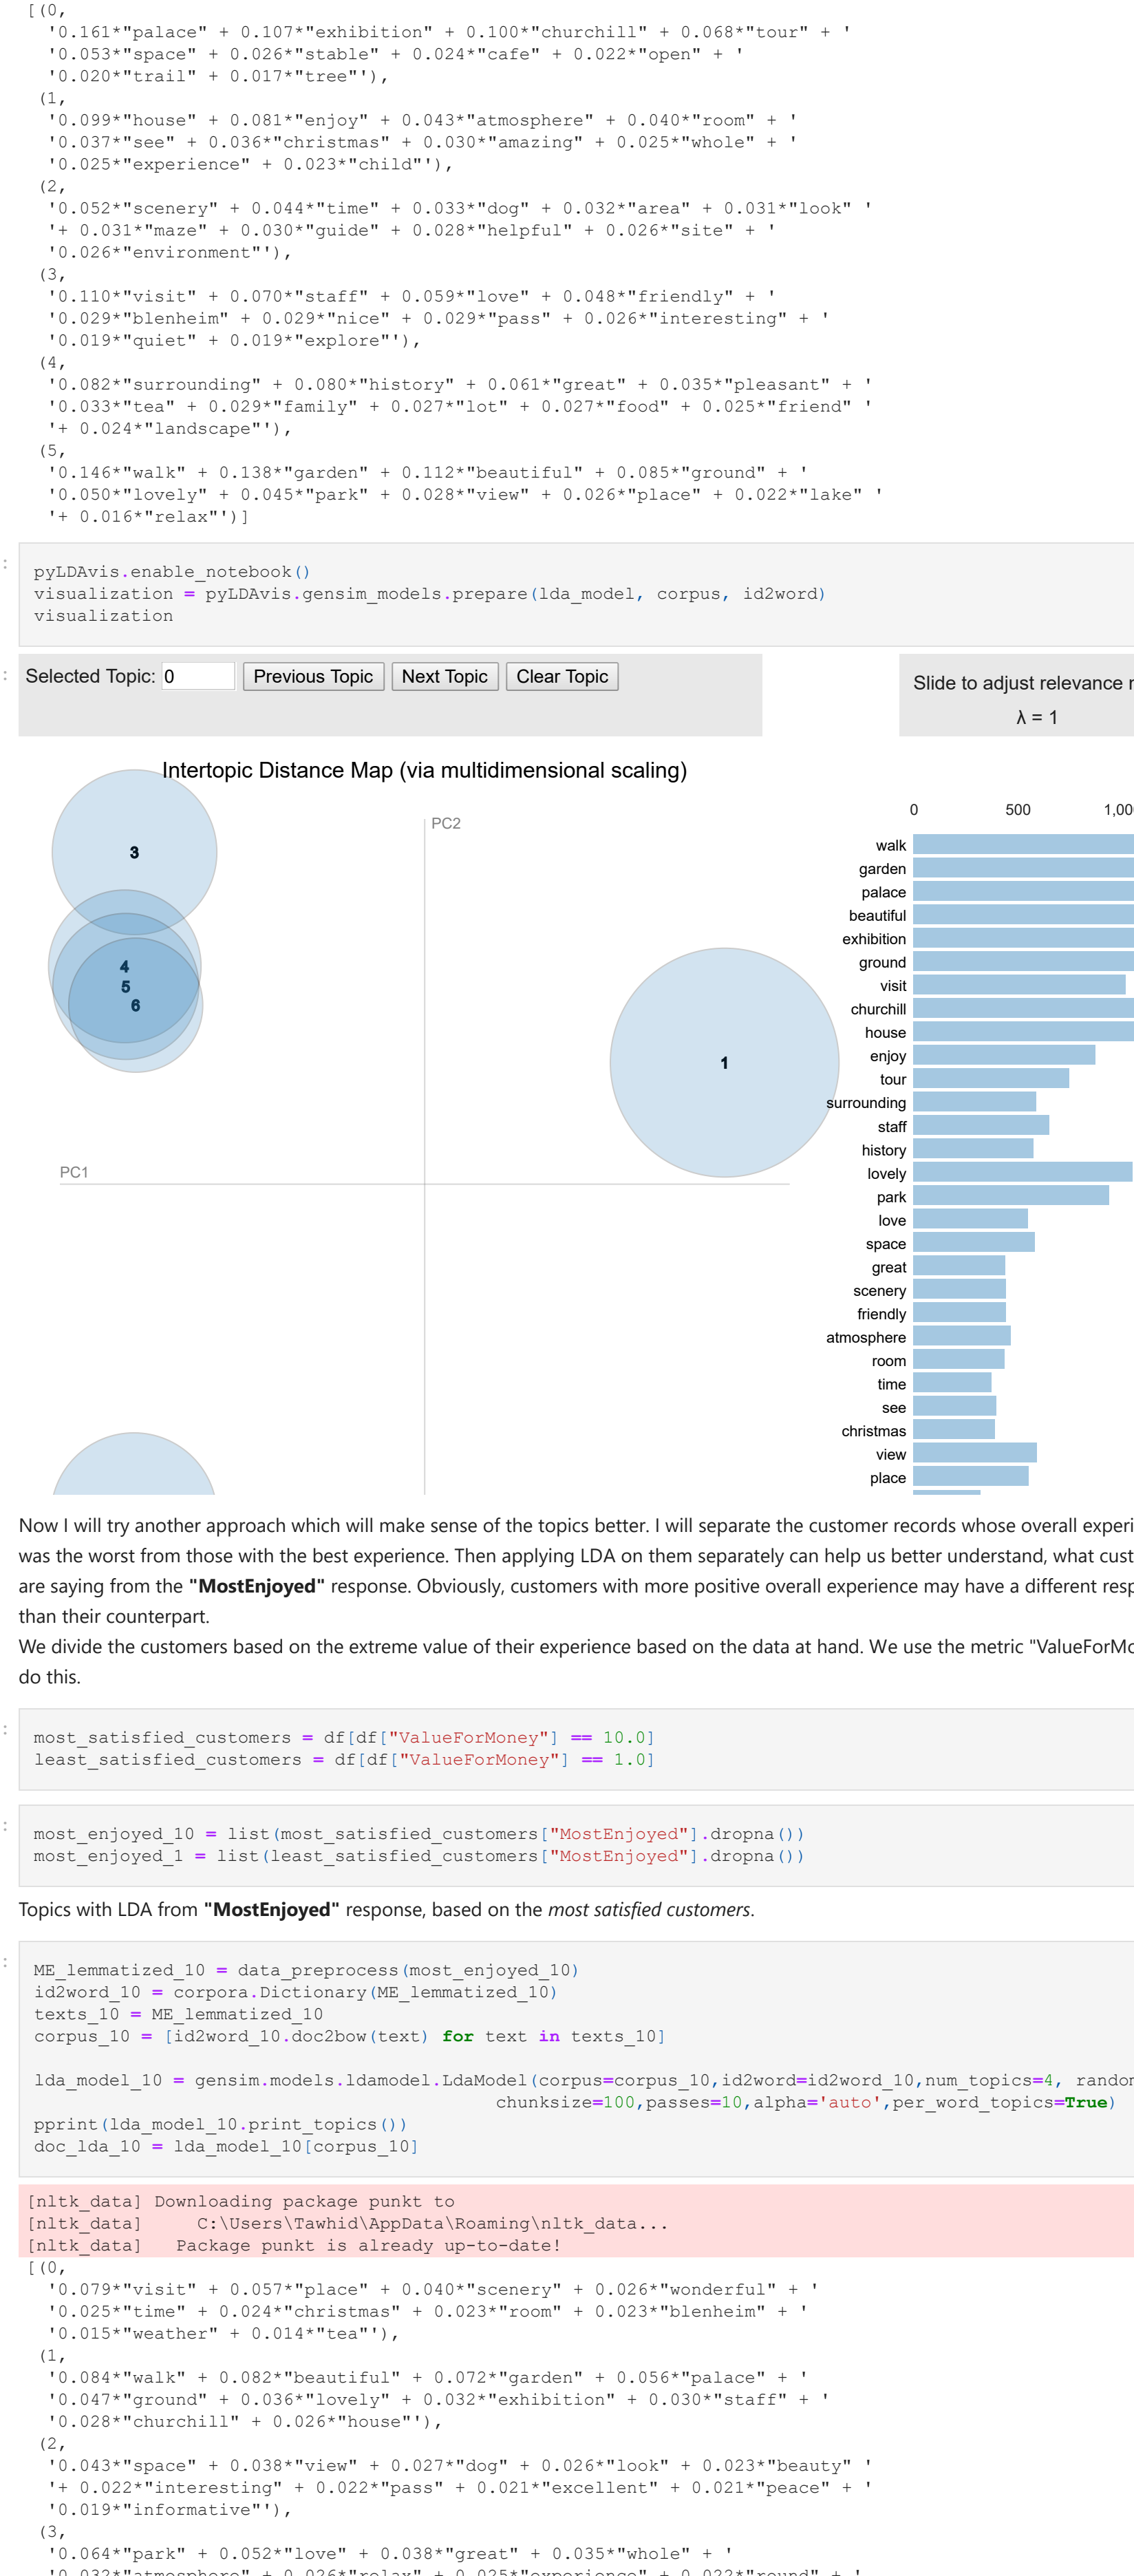 [(0,
'0.161*"palace" + 0.107*"exhibition" + 0.100*"churchill" + 0.068*"tour" + '
'0.053*"space" + 0.026*"stable" + 0.024*"cafe" + 0.022*"open" + '
'0.020*"trail" + 0.017*"tree"'),
(1,
'0.099*"house" + 0.081*"enjoy" + 0.043*"atmosphere" + 0.040*"room" + '
'0.037*"see" + 0.036*"christmas" + 0.030*"amazing" + 0.025*"whole" + '
'0.025*"experience" + 0.023*"child"'),
(2,
'0.052*"scenery" + 0.044*"time" + 0.033*"dog" + 0.032*"area" + 0.031*"look" '
'+ 0.031*"maze" + 0.030*"guide" + 0.028*"helpful" + 0.026*"site" + '
'0.026*"environment"'),
(3,
'0.110*"visit" + 0.070*"staff" + 0.059*"love" + 0.048*"friendly" + '
'0.029*"blenheim" + 0.029*"nice" + 0.029*"pass" + 0.026*"interesting" + '
'0.019*"quiet" + 0.019*"explore"'),
(4,
'0.082*"surrounding" + 0.080*"history" + 0.061*"great" + 0.035*"pleasant" + '
'0.033*"tea" + 0.029*"family" + 0.027*"lot" + 0.027*"food" + 0.025*"friend" '
'+ 0.024*"landscape"'),
(5,
'0.146*"walk" + 0.138*"garden" + 0.112*"beautiful" + 0.085*"ground" + '
'0.050*"lovely" + 0.045*"park" + 0.028*"view" + 0.026*"place" + 0.022*"lake" '
'+ 0.016*"relax"')]
:
pyLDAvis.enable_notebook()
visualization = pyLDAvis.gensim_models.prepare(lda_model, corpus, id2word)
visualization
:
Selected Topic: 0 Previous Topic Next Topic Clear Topic
Slide to adjust relevance
λ = 1
Intertopic Distance Map (via multidimensional scaling)
PC2
PC1
3
4
5
6
1
0 500 1,00
walk
garden
palace
beautiful
exhibition
ground
visit
churchill
house
enjoy
tour
surrounding
staff
history
lovely
park
love
space
great
scenery
friendly
atmosphere
room
time
see
christmas
view
place
Now I will try another approach which will make sense of the topics better. I will separate the customer records whose overall experi
was the worst from those with the best experience. Then applying LDA on them separately can help us better understand, what cust
are saying from the "MostEnjoyed" response. Obviously, customers with more positive overall experience may have a different resp
than their counterpart.
We divide the customers based on the extreme value of their experience based on the data at hand. We use the metric "ValueForMo
do this.
:
most_satisfied_customers = df[df["ValueForMoney"] == 10.0]
least_satisfied_customers = df[df["ValueForMoney"] == 1.0]
:
most_enjoyed_10 = list(most_satisfied_customers["MostEnjoyed"].dropna())
most_enjoyed_1 = list(least_satisfied_customers["MostEnjoyed"].dropna())
Topics with LDA from "MostEnjoyed" response, based on the most satisfied customers.
:
ME_lemmatized_10 = data_preprocess(most_enjoyed_10)
id2word_10 = corpora.Dictionary(ME_lemmatized_10)
texts_10 = ME_lemmatized_10
corpus_10 = [id2word_10.doc2bow(text) for text in texts_10]
lda_model_10 = gensim.models.ldamodel.LdaModel(corpus=corpus_10,id2word=id2word_10,num_topics=4, random
chunksize=100,passes=10,alpha='auto',per_word_topics=True)
pprint(lda_model_10.print_topics())
doc_lda_10 = lda_model_10[corpus_10]
[nltk_data] Downloading package punkt to
[nltk_data] C:\Users\Tawhid\AppData\Roaming\nltk_data...
[nltk_data] Package punkt is already up-to-date!
[(0,
'0.079*"visit" + 0.057*"place" + 0.040*"scenery" + 0.026*"wonderful" + '
'0.025*"time" + 0.024*"christmas" + 0.023*"room" + 0.023*"blenheim" + '
'0.015*"weather" + 0.014*"tea"'),
(1,
'0.084*"walk" + 0.082*"beautiful" + 0.072*"garden" + 0.056*"palace" + '
'0.047*"ground" + 0.036*"lovely" + 0.032*"exhibition" + 0.030*"staff" + '
'0.028*"churchill" + 0.026*"house"'),
(2,
'0.043*"space" + 0.038*"view" + 0.027*"dog" + 0.026*"look" + 0.023*"beauty" '
'+ 0.022*"interesting" + 0.022*"pass" + 0.021*"excellent" + 0.021*"peace" + '
'0.019*"informative"'),
(3,
'0.064*"park" + 0.052*"love" + 0.038*"great" + 0.035*"whole" + '
'0.032*"atmosphere" + 0.026*"relax" + 0.025*"experience" + 0.022*"round" + '